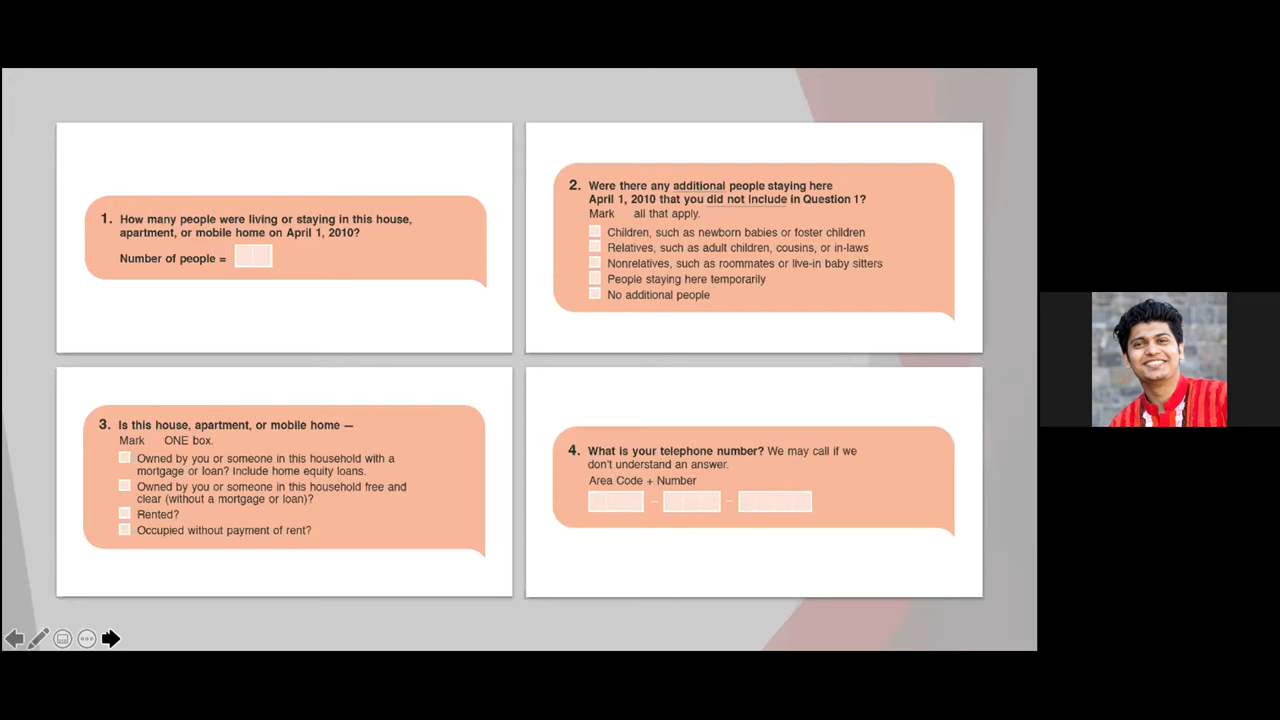 1. How many people were living or staying in this house,
apartment, or mobile home on April 1, 2010?
Number of people =
2. Were there any additional people staying here
April 1, 2010 that you did not include in Question 1?
Mark all that apply.
Children, such as newborn babies or foster children
Relatives, such as adult children, cousins, or in-laws
Nonrelatives, such as roommates or live-in baby sitters
People staying here temporarily
No additional people
3. Is this house, apartment, or mobile home —
Mark ONE box.
Owned by you or someone in this household with a
mortgage or loan? Include home equity loans.
Owned by you or someone in this household free and
clear (without a mortgage or loan)?
Rented?
Occupied without payment of rent?
4. What is your telephone number? We may call if we
don't understand an answer.
Area Code + Number
– –